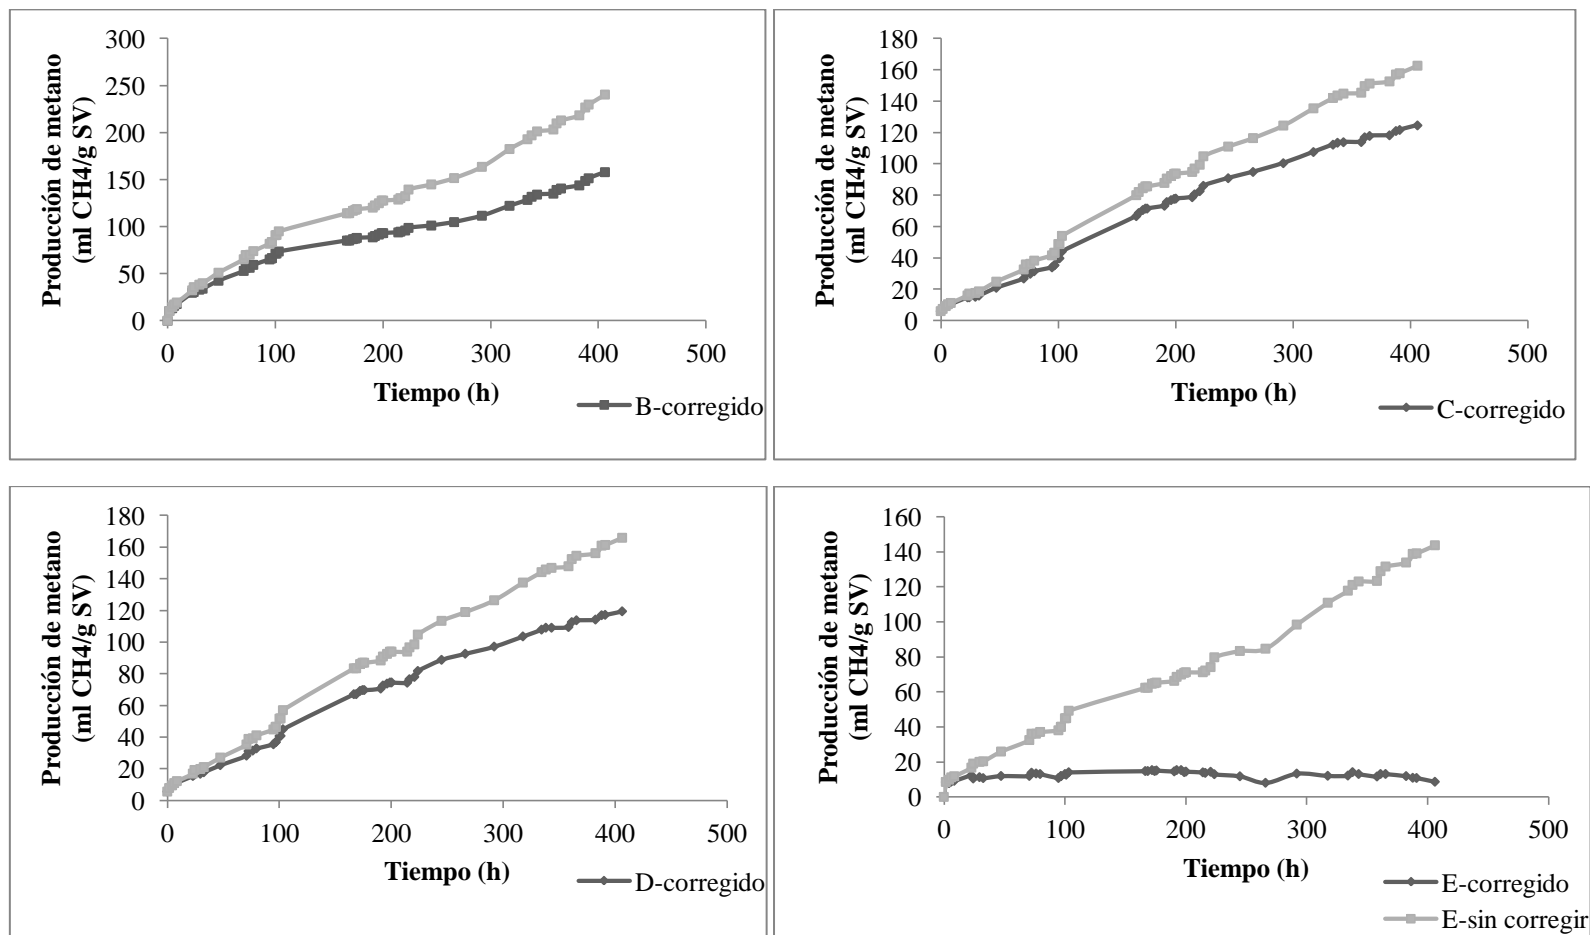 Producción de metano
(ml CH4/g SV)
300
250
200
150
100
50
0
0 100 200 300 400 500
Tiempo (h)
B-corregido
Producción de metano
(ml CH4/g SV)
180
160
140
120
100
80
60
40
20
0
0 100 200 300 400 500
Tiempo (h)
C-corregido
Producción de metano
(ml CH4/g SV)
180
160
140
120
100
80
60
40
20
0
0 100 200 300 400 500
Tiempo (h)
D-corregido
Producción de metano
(ml CH4/g SV)
160
140
120
100
80
60
40
20
0
0 100 200 300 400 500
Tiempo (h)
E-corregido
E-sin corregir